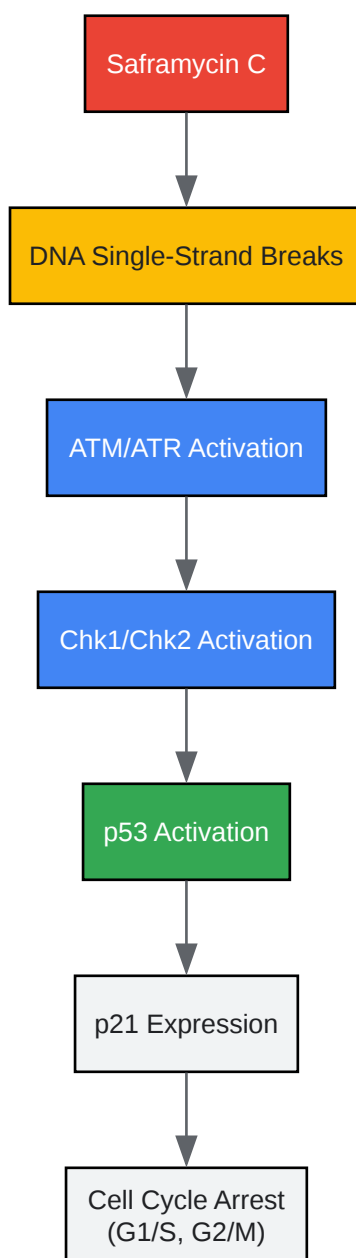 Saframycin C
DNA Single-Strand Breaks
ATM/ATR Activation
Chk1/Chk2 Activation
p53 Activation
p21 Expression
Cell Cycle Arrest
(G1/S, G2/M)